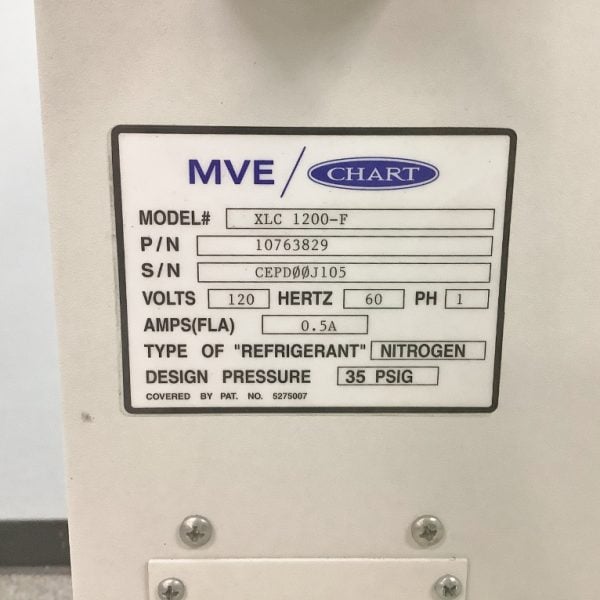 MVE / CHART
MODEL# XLC 1200-F
P/N 10763829
S/N CEPDØØJ105
VOLTS 120 HERTZ 60 PH 1
AMPS(FLA) 0.5A
TYPE OF "REFRIGERANT" NITROGEN
DESIGN PRESSURE 35 PSIG
COVERED BY PAT. NO. 5275007